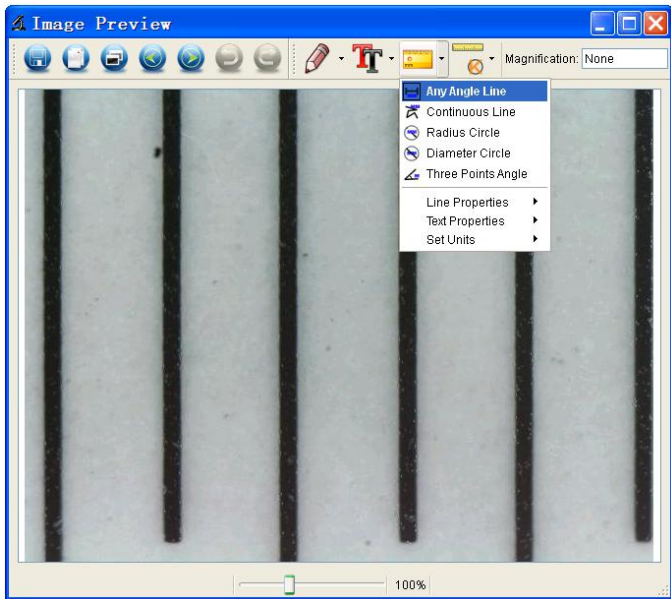 Image Preview
TT
Magnification: None
Any Angle Line
Continuous Line
Radius Circle
Diameter Circle
Three Points Angle
Line Properties
Text Properties
Set Units
100%